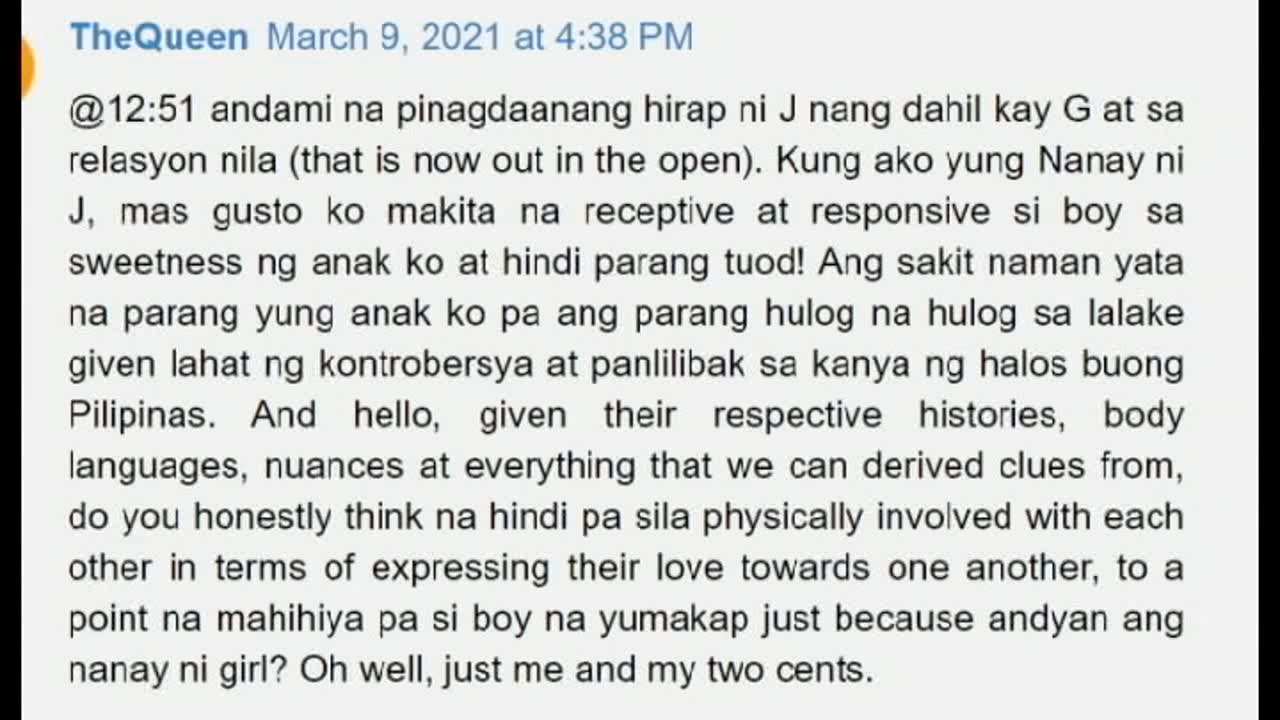 TheQueen March 9, 2021 at 4:38 PM
@12:51 andami na pinagdaanang hirap ni J nang dahil kay G at sa
relasyon nila (that is now out in the open). Kung ako yung Nanay ni
J, mas gusto ko makita na receptive at responsive si boy sa
sweetness ng anak ko at hindi parang tuod! Ang sakit naman yata
na parang yung anak ko pa ang parang hulog na hulog sa lalake
given lahat ng kontrobersya at panlilibak sa kanya ng halos buong
Pilipinas. And hello, given their respective histories, body
languages, nuances at everything that we can derived clues from,
do you honestly think na hindi pa sila physically involved with each
other in terms of expressing their love towards one another, to a
point na mahihiya pa si boy na yumakap just because andyan ang
nanay ni girl? Oh well, just me and my two cents.